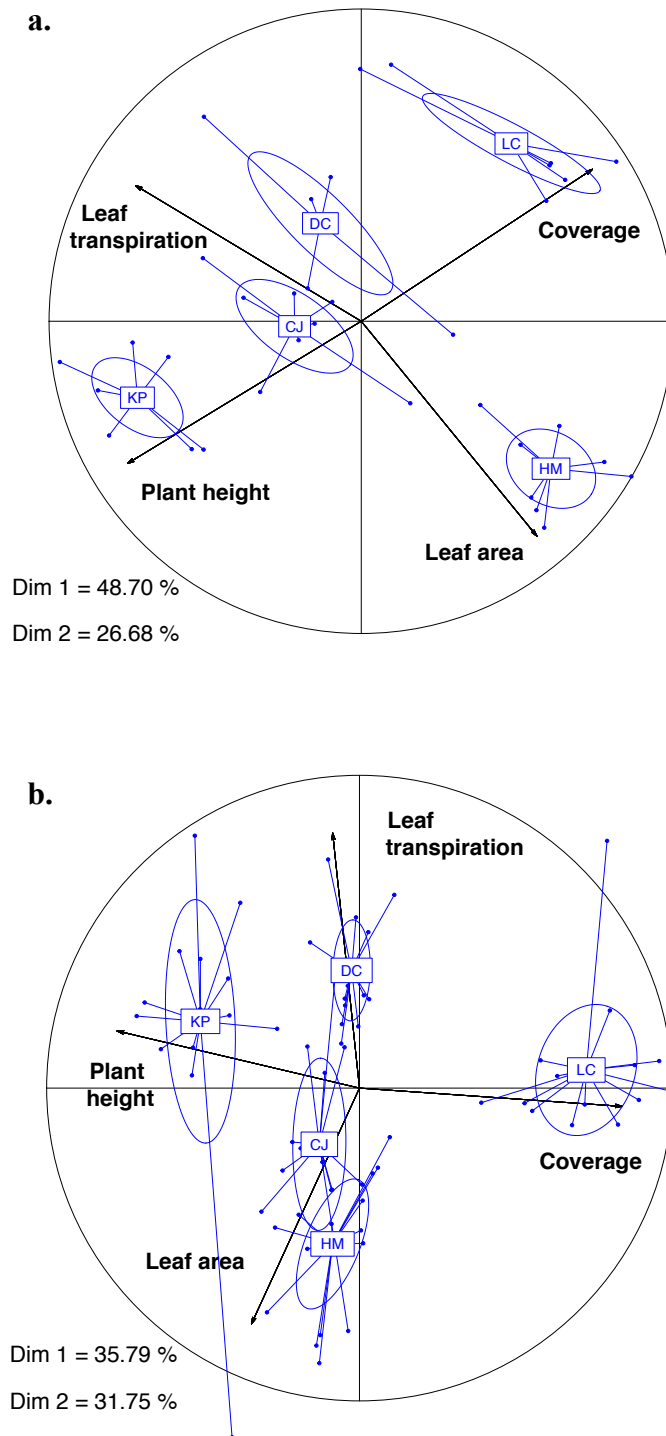 a.
LC
DC
Leaf
transpiration
Coverage
CJ
KP
HM
Plant height
Leaf area
Dim 1 = 48.70 %
Dim 2 = 26.68 %
b.
Leaf
transpiration
DC
KP
Plant
height
LC
CJ
Coverage
HM
Leaf area
Dim 1 = 35.79 %
Dim 2 = 31.75 %